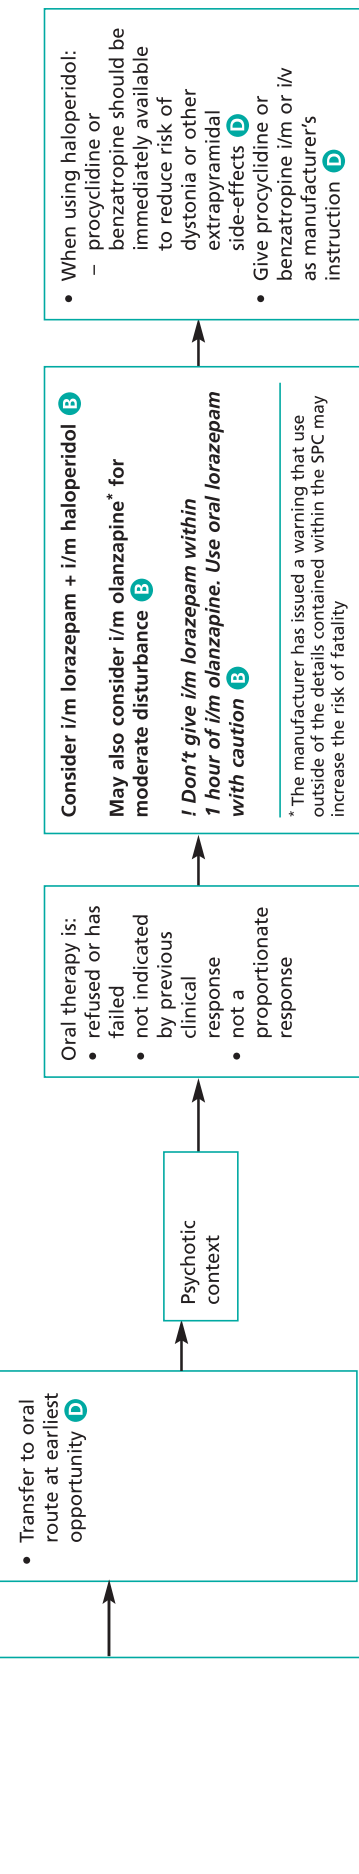 • Transfer to oral
route at earliest
opportunity D
Psychotic
context
Oral therapy is:
• refused or has
failed
• not indicated
by previous
clinical
response
• not a
proportionate
response
Consider i/m lorazepam + i/m haloperidol B
May also consider i/m olanzapine* for
moderate disturbance B
! Don't give i/m lorazepam within
1 hour of i/m olanzapine. Use oral lorazepam
with caution B
* The manufacturer has issued a warning that use
outside of the details contained within the SPC may
increase the risk of fatality
• When using haloperidol:
– procyclidine or
benzatropine should be
immediately available
to reduce risk of
dystonia or other
extrapyramidal
side-effects D
• Give procyclidine or
benzatropine i/m or i/v
as manufacturer's
instruction D